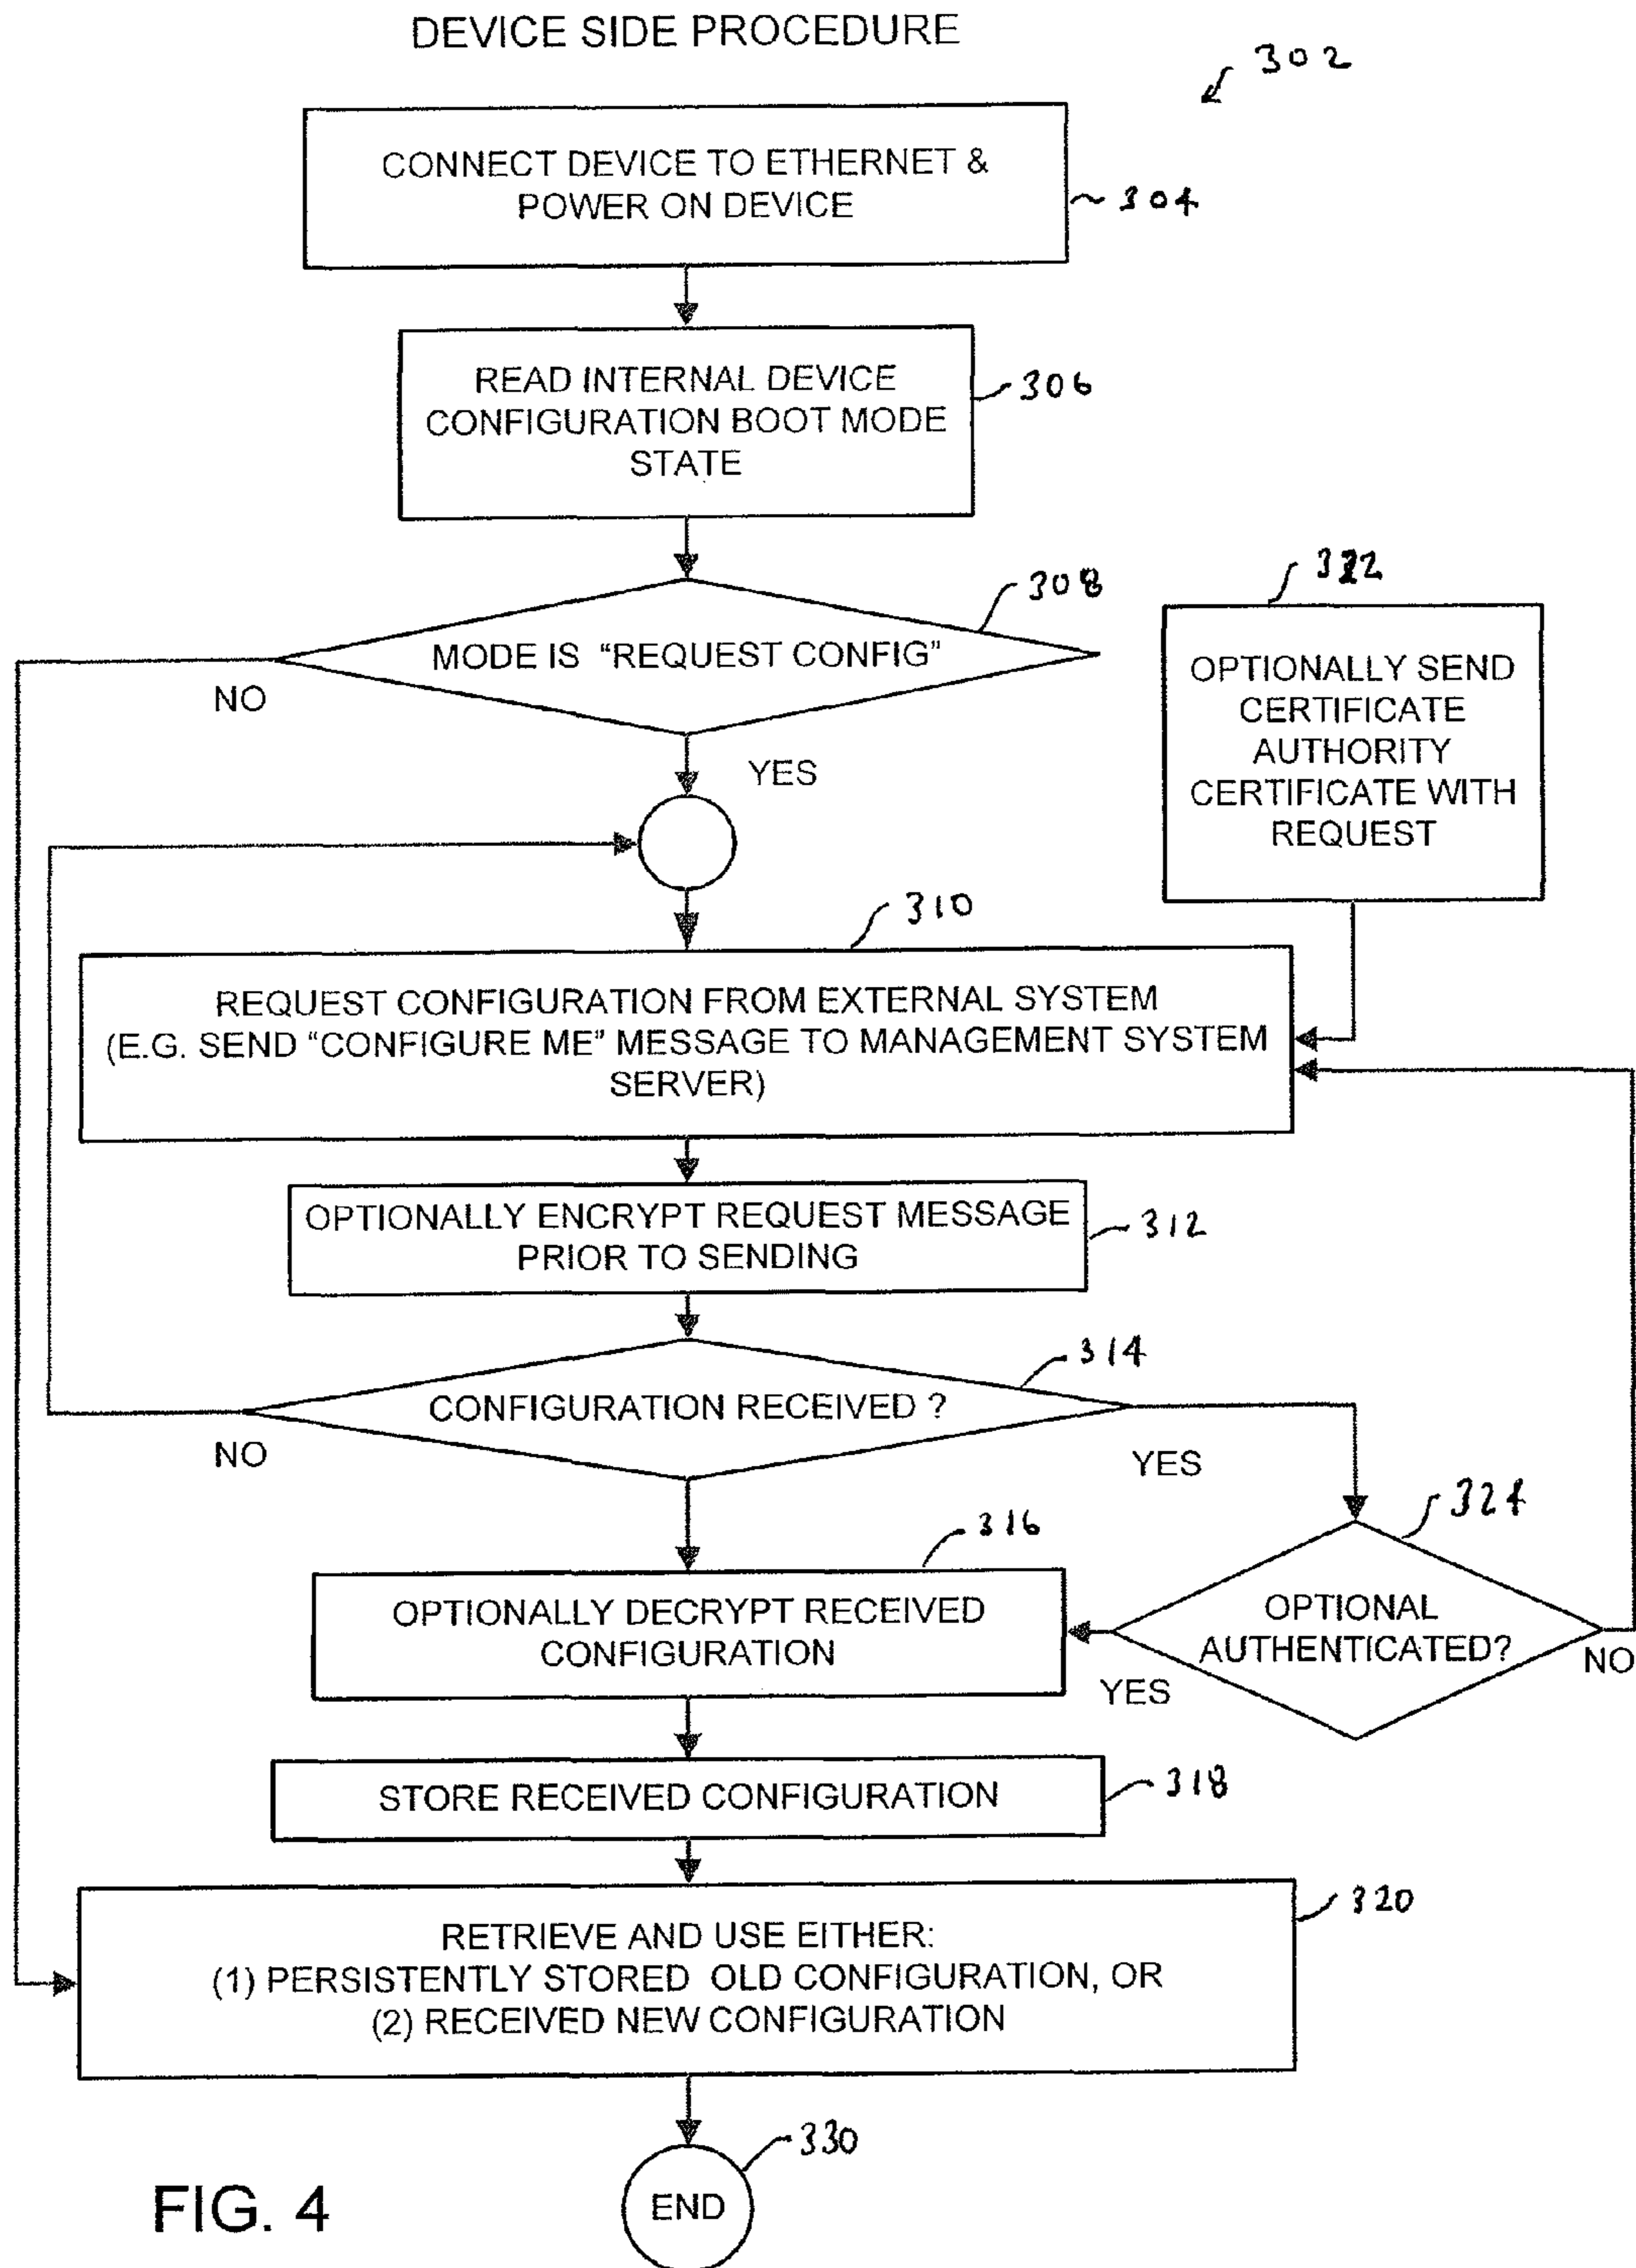 DEVICE SIDE PROCEDURE
302
CONNECT DEVICE TO ETHERNET &
POWER ON DEVICE
304
READ INTERNAL DEVICE
CONFIGURATION BOOT MODE
STATE
306
308
MODE IS "REQUEST CONFIG"
NO
YES
322
OPTIONALLY SEND
CERTIFICATE
AUTHORITY
CERTIFICATE WITH
REQUEST
310
REQUEST CONFIGURATION FROM EXTERNAL SYSTEM
(E.G. SEND "CONFIGURE ME" MESSAGE TO MANAGEMENT SYSTEM
SERVER)
OPTIONALLY ENCRYPT REQUEST MESSAGE
PRIOR TO SENDING
312
314
CONFIGURATION RECEIVED ?
NO
YES
316
OPTIONALLY DECRYPT RECEIVED
CONFIGURATION
324
OPTIONAL
AUTHENTICATED?
NO
YES
STORE RECEIVED CONFIGURATION
318
320
RETRIEVE AND USE EITHER:
(1) PERSISTENTLY STORED OLD CONFIGURATION, OR
(2) RECEIVED NEW CONFIGURATION
330
END
FIG. 4